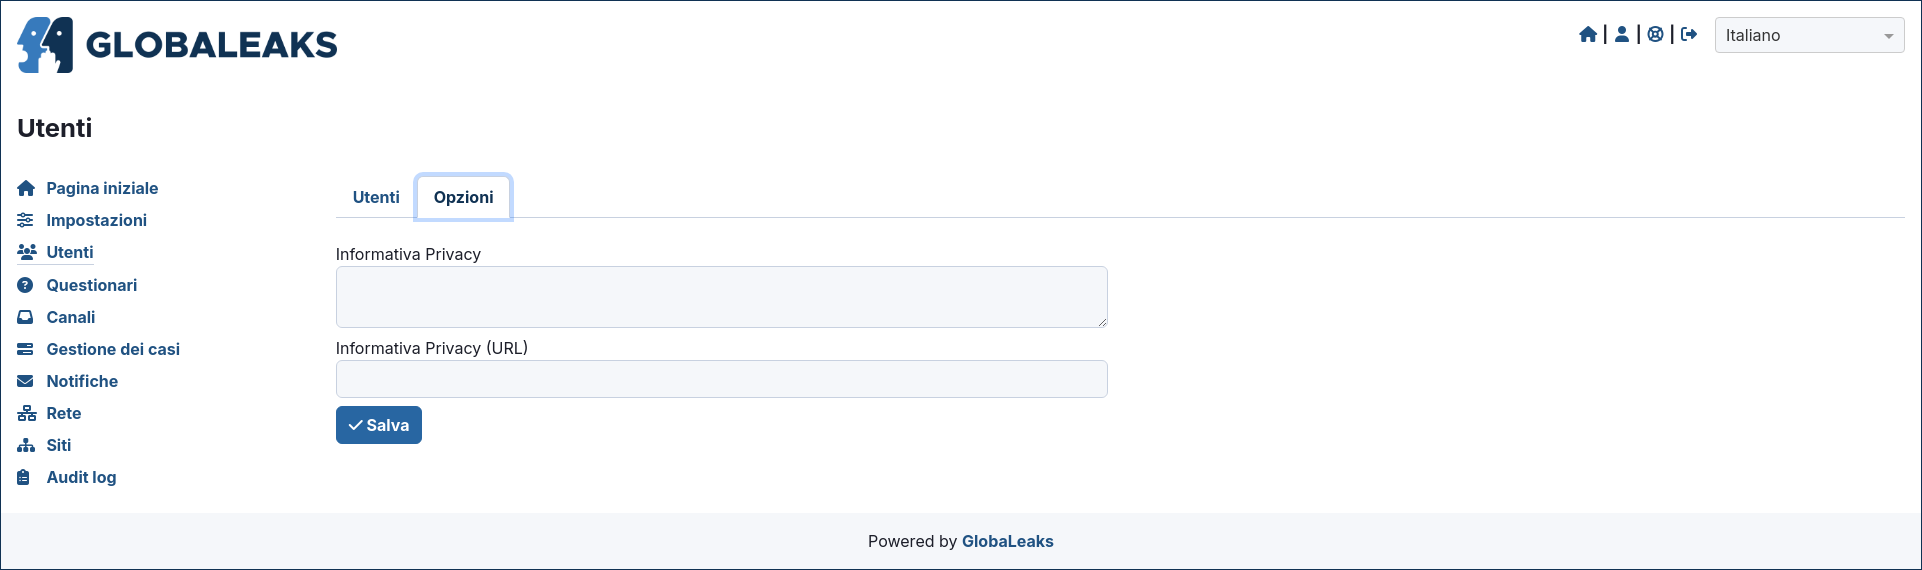 GLOBALEAKS
Italiano
Utenti
Pagina iniziale
Impostazioni
Utenti
Questionari
Canali
Gestione dei casi
Notifiche
Rete
Siti
Audit log
Utenti Opzioni
Informativa Privacy
Informativa Privacy (URL)
Salva
Powered by GlobaLeaks